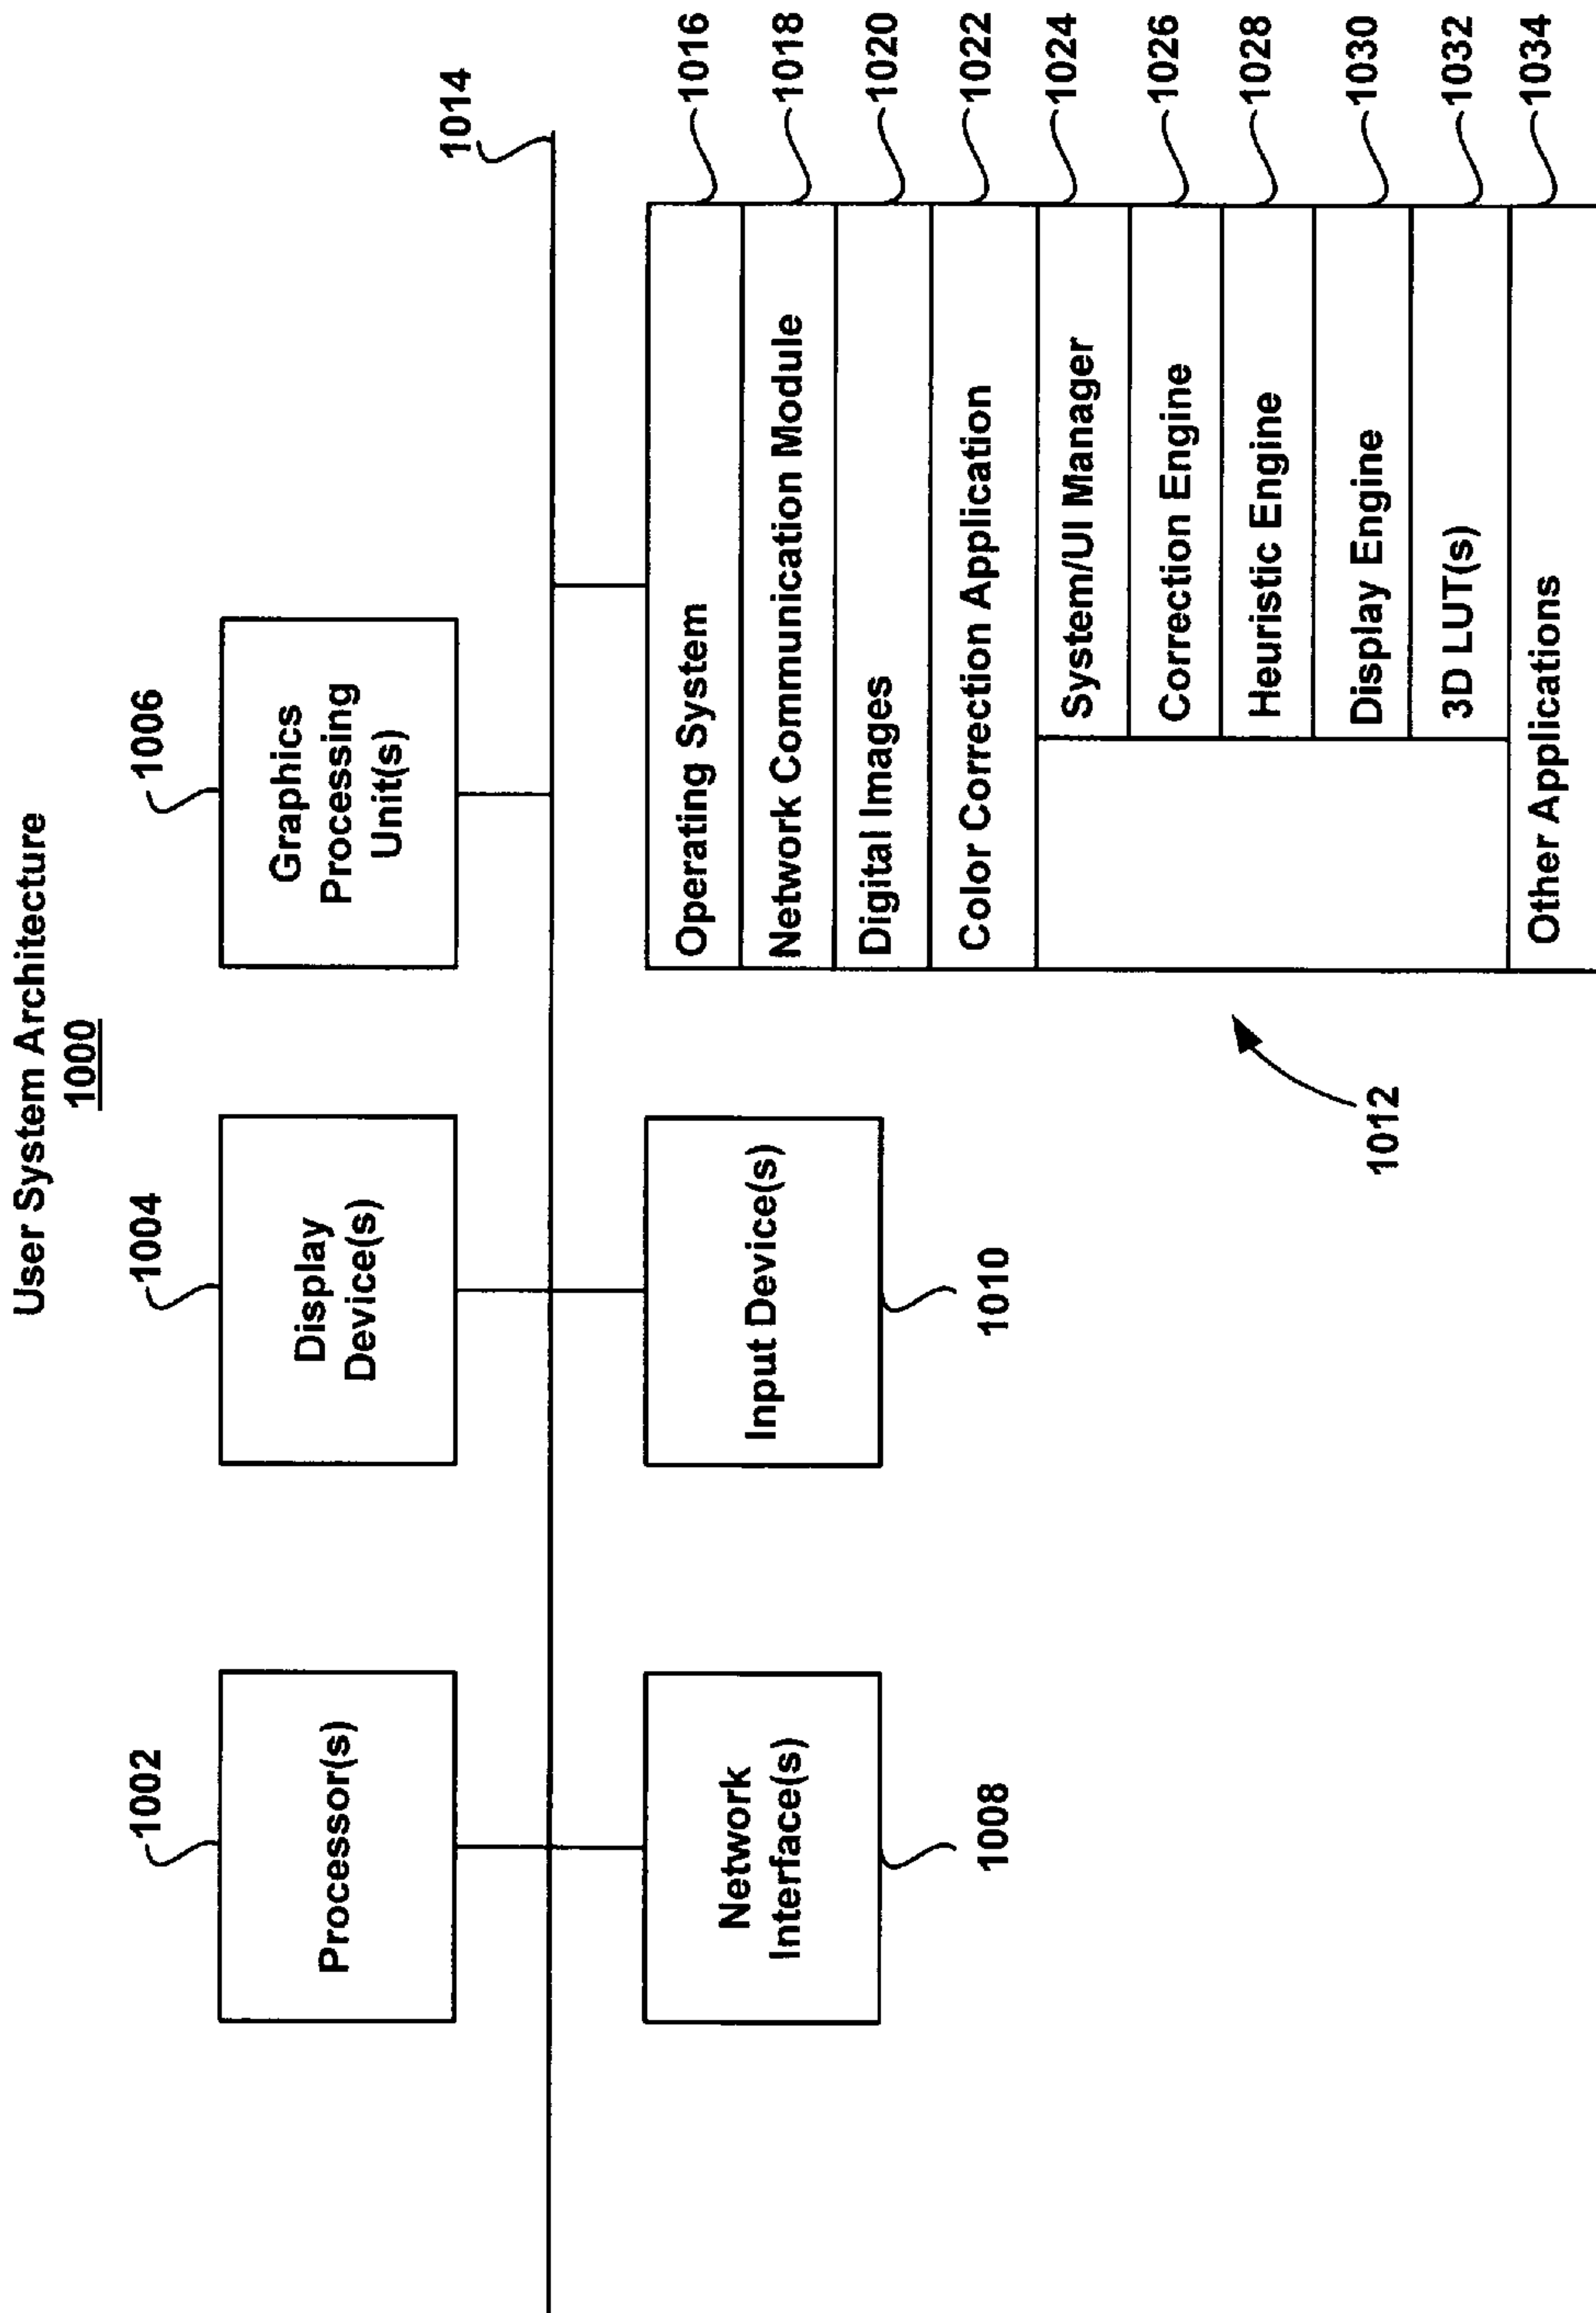 User System Architecture
1000
1002
1004
1006
Processor(s)
Display
Device(s)
Graphics
Processing
Unit(s)
1014
Network
Interface(s)
1008
Input Device(s)
1010
1012
Operating System
1016
Network Communication Module
1018
Digital Images
1020
Color Correction Application
1022
System/UI Manager
1024
Correction Engine
1026
Heuristic Engine
1028
Display Engine
1030
3D LUT(s)
1032
Other Applications
1034